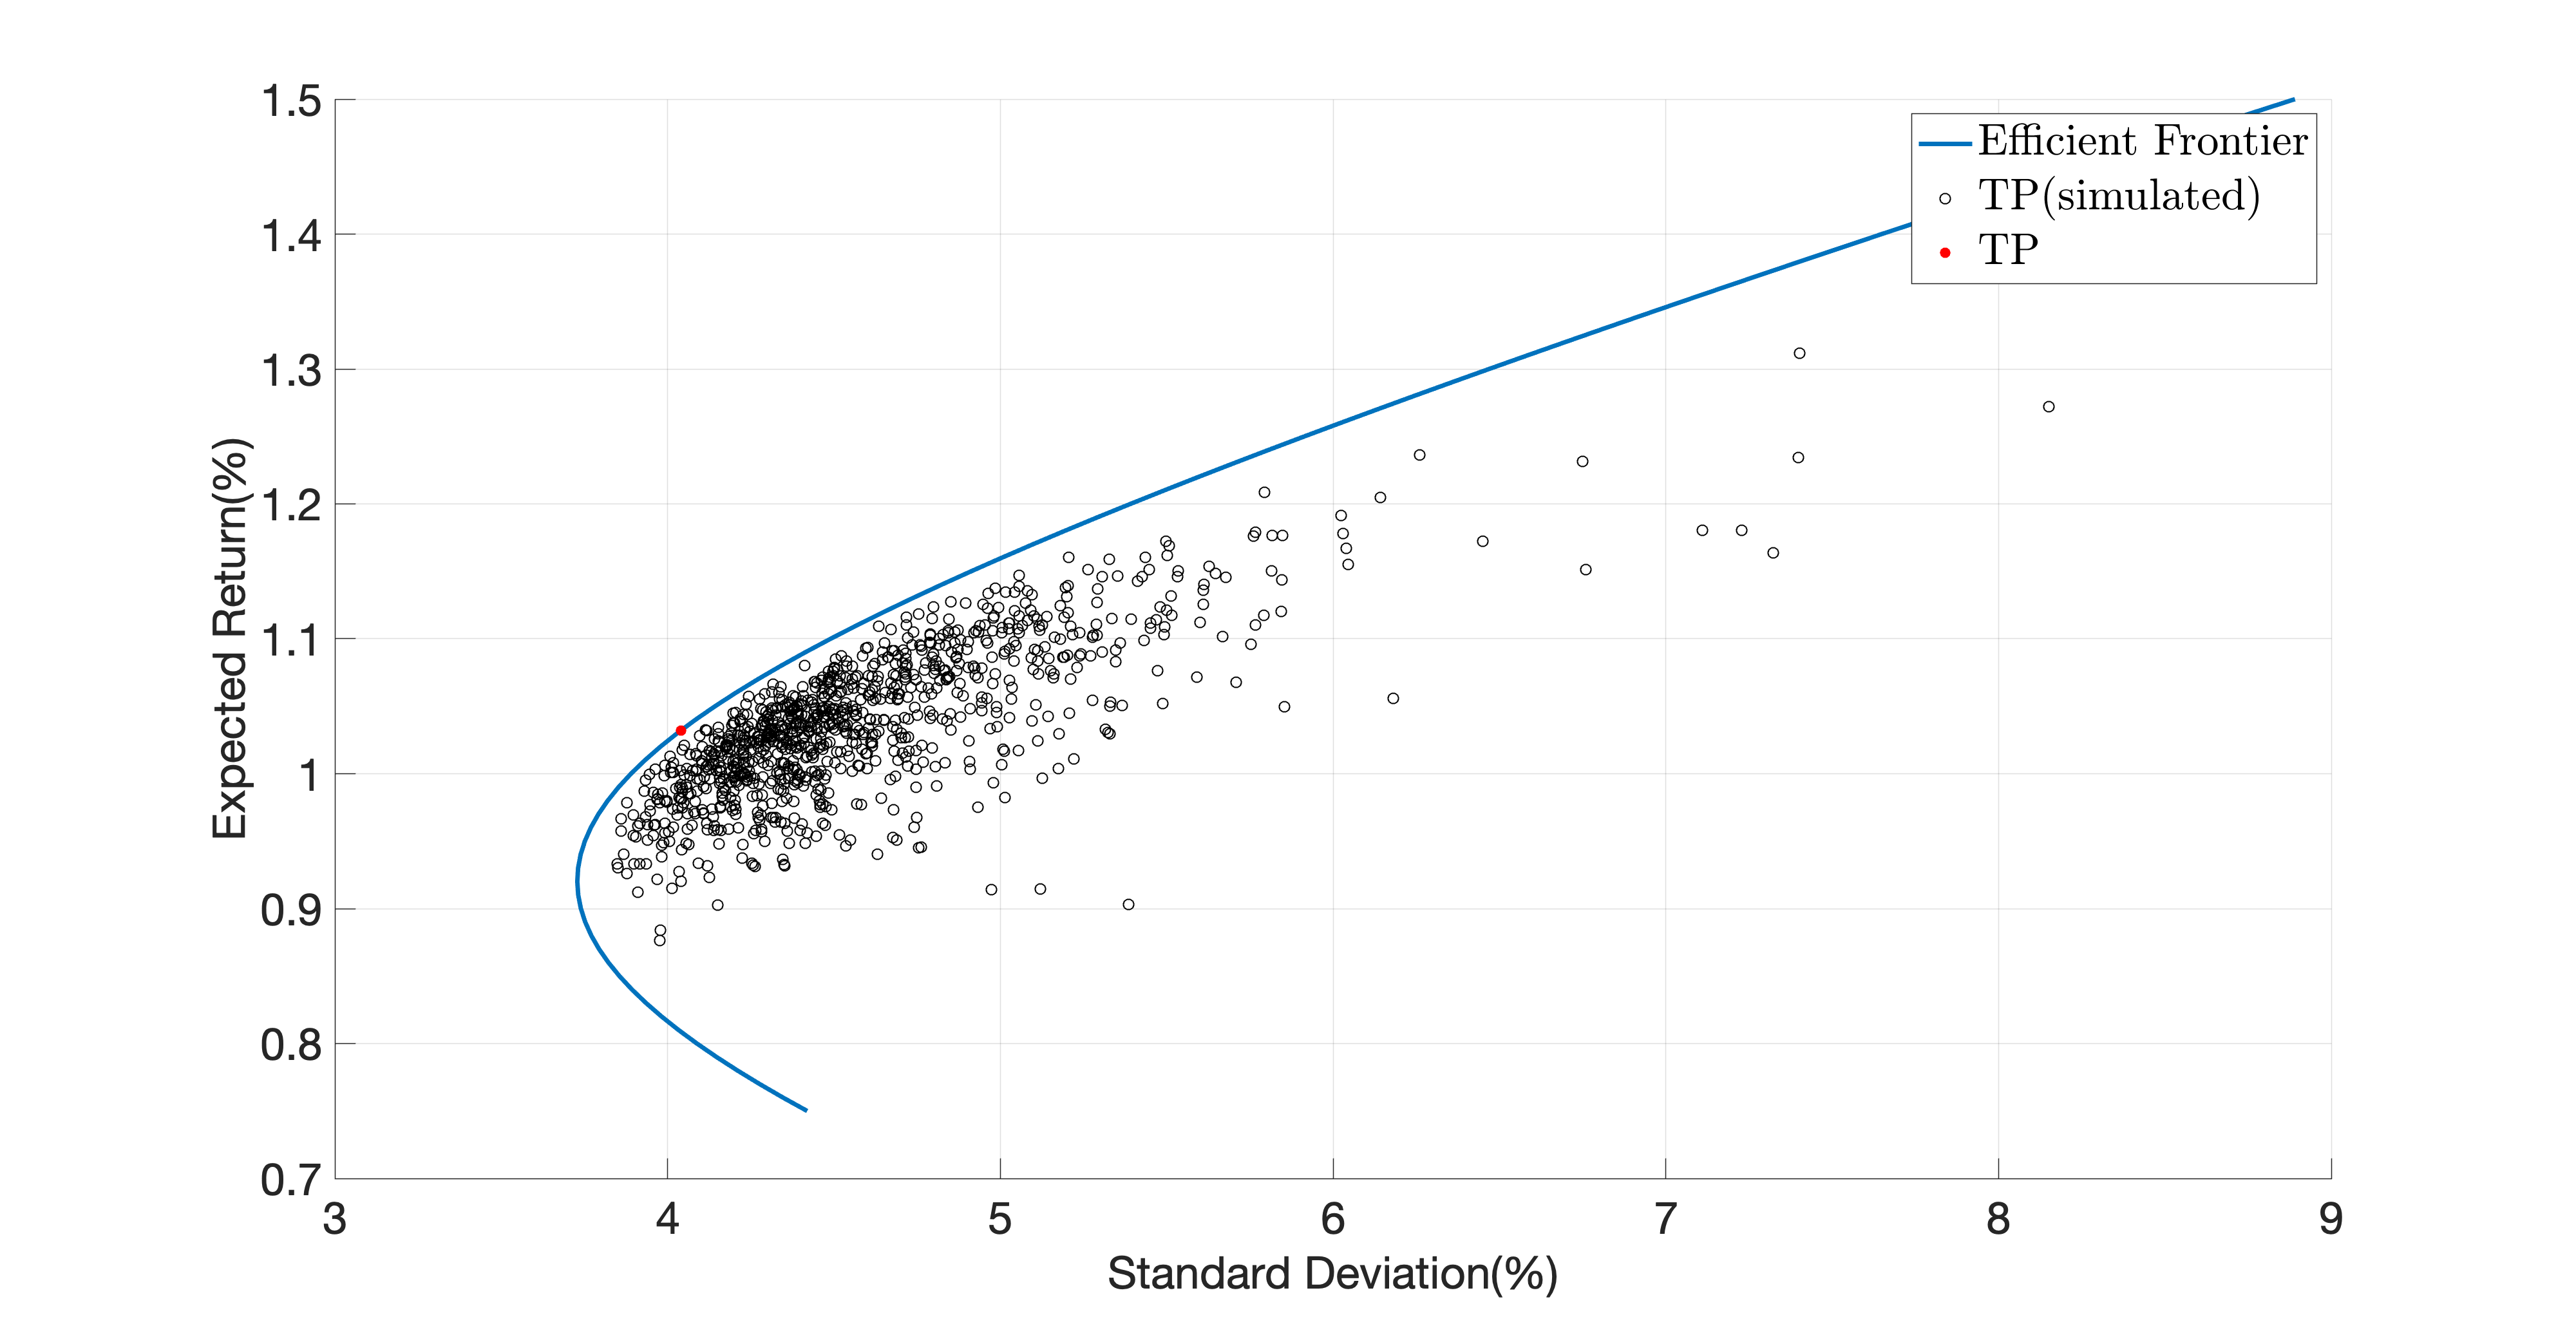 1.5
1.4
1.3
1.2
1.1
1
0.9
0.8
0.7
Expected Return(%)
Efficient Frontier
TP(simulated)
TP
3 4 5 6 7 8 9
Standard Deviation(%)